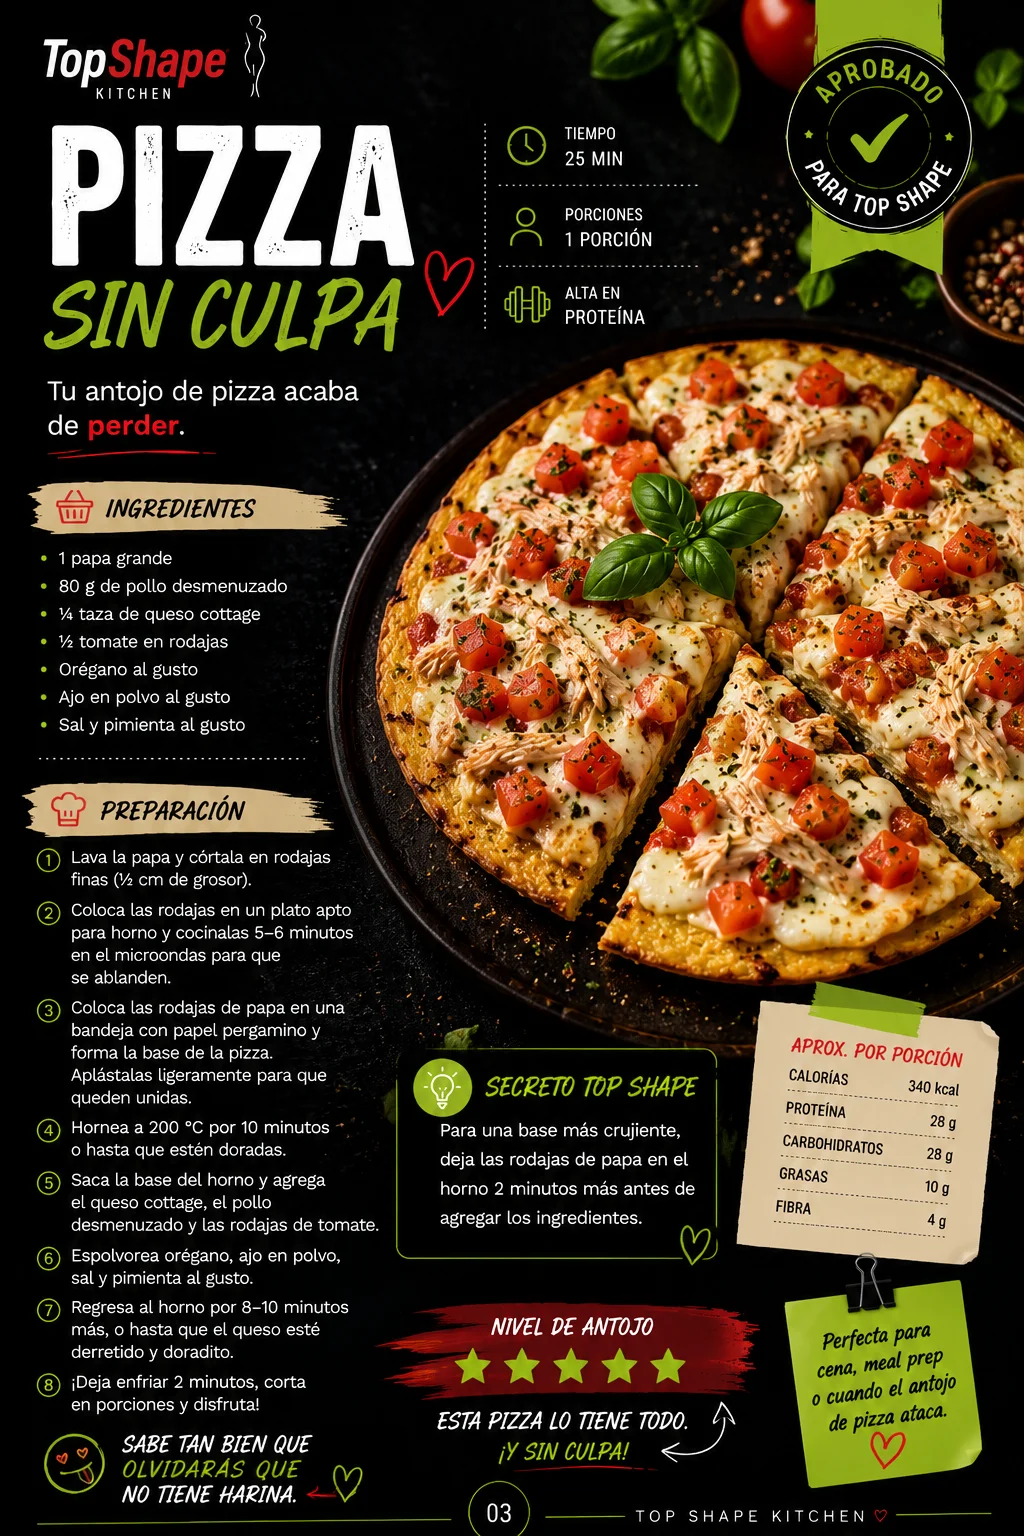 TopShape
KITCHEN
PIZZA
SIN CULPA
Tu antojo de pizza acaba
de perder.
TIEMPO
25 MIN
PORCIONES
1 PORCIÓN
ALTA EN
PROTEÍNA
APROBADO
PARA TOP SHAPE
INGREDIENTES
• 1 papa grande
• 80 g de pollo desmenuzado
• ¼ taza de queso cottage
• ½ tomate en rodajas
• Orégano al gusto
• Ajo en polvo al gusto
• Sal y pimienta al gusto
PREPARACIÓN
1 Lava la papa y córtala en rodajas
finas (½ cm de grosor).
2 Coloca las rodajas en un plato apto
para horno y cocinalas 5–6 minutos
en el microondas para que
se ablanden.
3 Coloca las rodajas de papa en una
bandeja con papel pergamino y
forma la base de la pizza.
Aplástalas ligeramente para que
queden unidas.
4 Hornea a 200 °C por 10 minutos
o hasta que estén doradas.
5 Saca la base del horno y agrega
el queso cottage, el pollo
desmenuzado y las rodajas de tomate.
6 Espolvorea orégano, ajo en polvo,
sal y pimienta al gusto.
7 Regresa al horno por 8–10 minutos
más, o hasta que el queso esté
derretido y doradito.
8 ¡Deja enfriar 2 minutos, corta
en porciones y disfruta!
SABE TAN BIEN QUE
OLVIDARÁS QUE
NO TIENE HARINA.
SECRETO TOP SHAPE
Para una base más crujiente,
deja las rodajas de papa en el
horno 2 minutos más antes de
agregar los ingredientes.
NIVEL DE ANTOJO
ESTA PIZZA LO TIENE TODO.
¡Y SIN CULPA!
APROX. POR PORCIÓN
CALORÍAS 340 kcal
PROTEÍNA 28 g
CARBOHIDRATOS 28 g
GRASAS 10 g
FIBRA 4 g
Perfecta para
cena, meal prep
o cuando el antojo
de pizza ataca.
03
TOP SHAPE KITCHEN